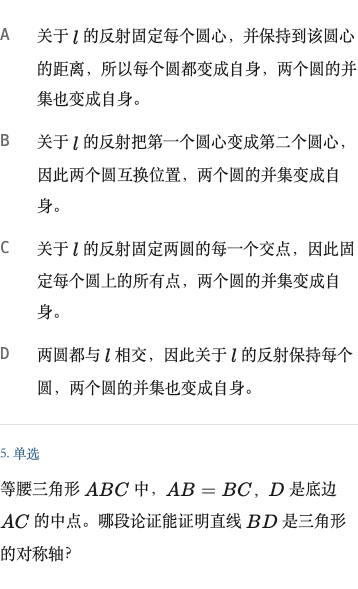 A 关于 l 的反射固定每个圆心，并保持到该圆心
的距离，所以每个圆都变成自身，两个圆的并
集也变成自身。
B 关于 l 的反射把第一个圆心变成第二个圆心，
因此两个圆互换位置，两个圆的并集变成自
身。
C 关于 l 的反射固定两圆的每一个交点，因此固
定每个圆上的所有点，两个圆的并集变成自
身。
D 两圆都与 l 相交，因此关于 l 的反射保持每个
圆，两个圆的并集也变成自身。
5. 单选
等腰三角形 ABC 中，AB = BC，D 是底边
AC 的中点。哪段论证能证明直线 BD 是三角形
的对称轴？